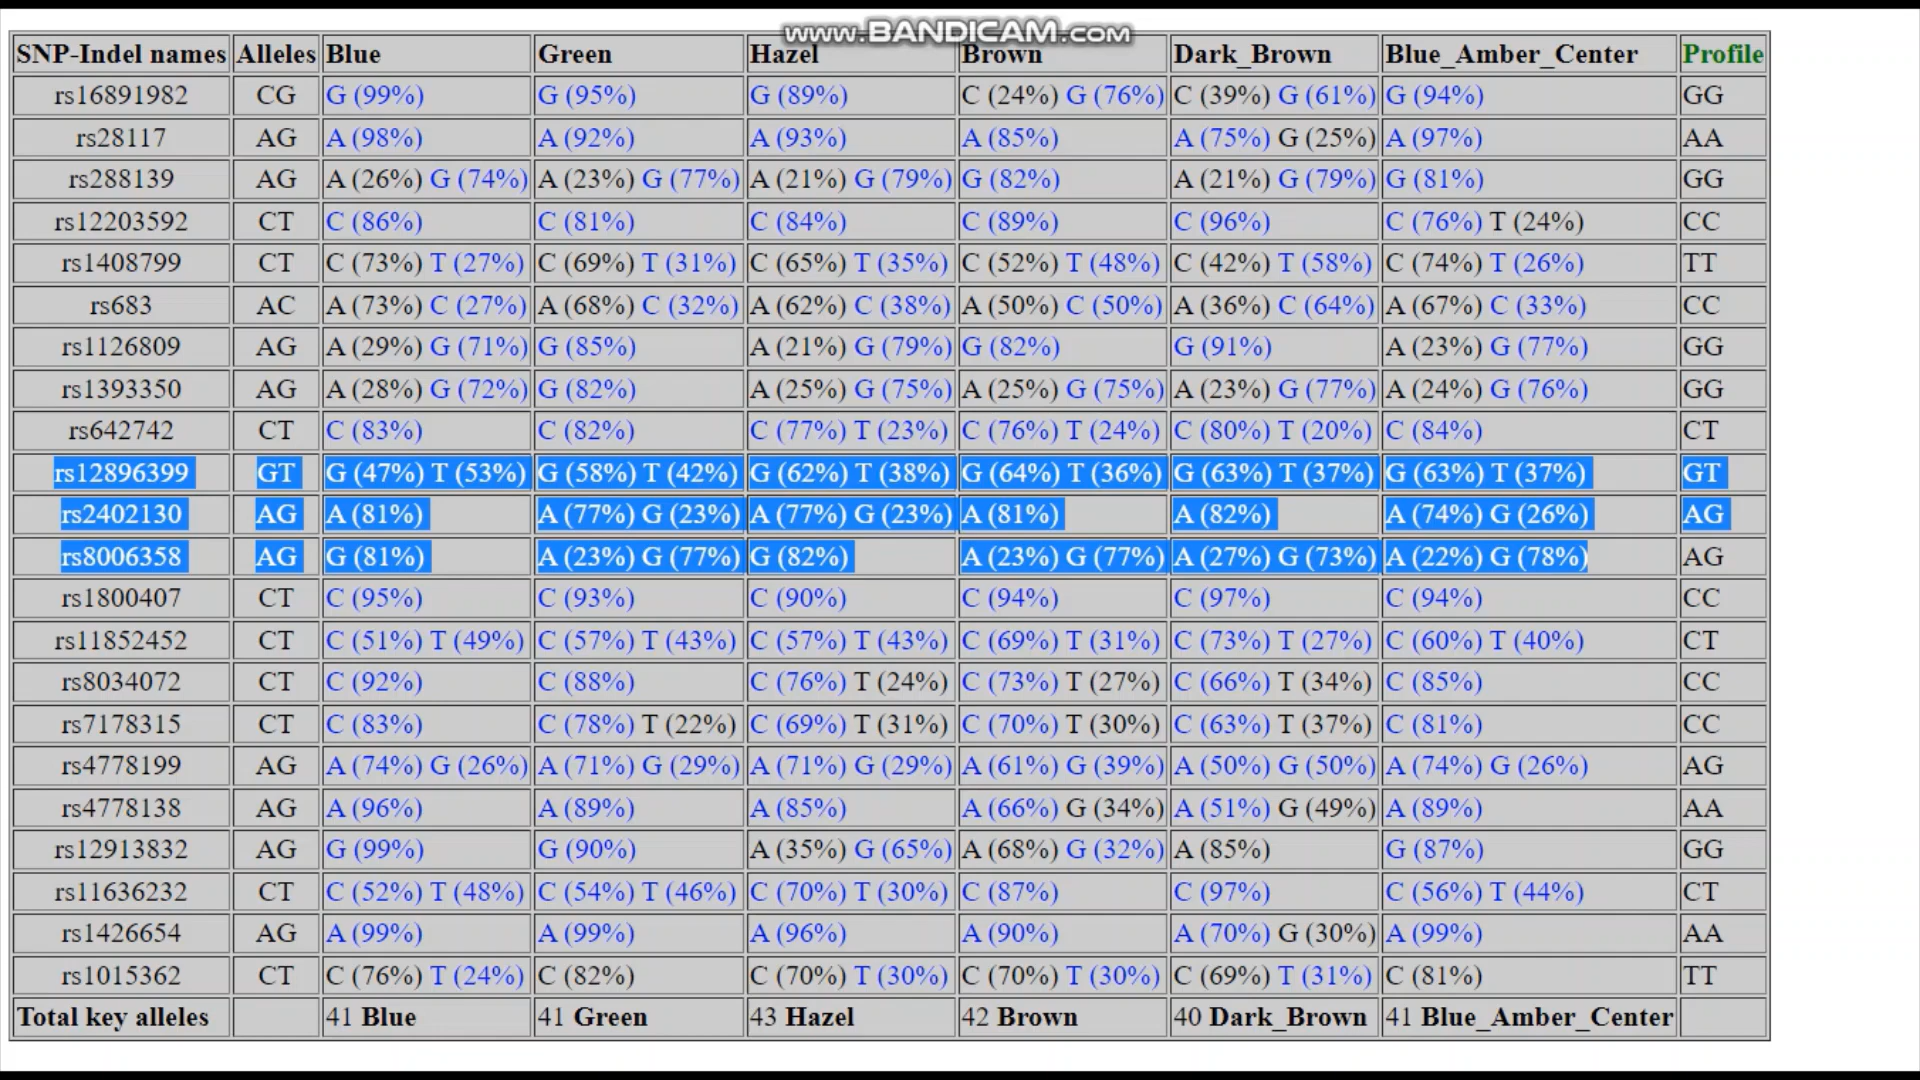 www.BANDICAM.com
SNP-Indel names Alleles Blue Green Hazel Brown Dark_Brown Blue_Amber_Center Profile
rs16891982 CG G (99%) G (95%) G (89%) C (24%) G (76%) C (39%) G (61%) G (94%) GG
rs28117 AG A (98%) A (92%) A (93%) A (85%) A (75%) G (25%) A (97%) AA
rs288139 AG A (26%) G (74%) A (23%) G (77%) A (21%) G (79%) G (82%) A (21%) G (79%) G (81%) GG
rs12203592 CT C (86%) C (81%) C (84%) C (89%) C (96%) C (76%) T (24%) CC
rs1408799 CT C (73%) T (27%) C (69%) T (31%) C (65%) T (35%) C (52%) T (48%) C (42%) T (58%) C (74%) T (26%) TT
rs683 AC A (73%) C (27%) A (68%) C (32%) A (62%) C (38%) A (50%) C (50%) A (36%) C (64%) A (67%) C (33%) CC
rs1126809 AG A (29%) G (71%) G (85%) A (21%) G (79%) G (82%) G (91%) A (23%) G (77%) GG
rs1393350 AG A (28%) G (72%) G (82%) A (25%) G (75%) A (25%) G (75%) A (23%) G (77%) A (24%) G (76%) GG
rs642742 CT C (83%) C (82%) C (77%) T (23%) C (76%) T (24%) C (80%) T (20%) C (84%) CT
rs12896399 GT G (47%) T (53%) G (58%) T (42%) G (62%) T (38%) G (64%) T (36%) G (63%) T (37%) G (63%) T (37%) GT
rs2402130 AG A (81%) A (77%) G (23%) A (77%) G (23%) A (81%) A (82%) A (74%) G (26%) AG
rs8006358 AG G (81%) A (23%) G (77%) G (82%) A (23%) G (77%) A (27%) G (73%) A (22%) G (78%) AG
rs1800407 CT C (95%) C (93%) C (90%) C (94%) C (97%) C (94%) CC
rs11852452 CT C (51%) T (49%) C (57%) T (43%) C (57%) T (43%) C (69%) T (31%) C (73%) T (27%) C (60%) T (40%) CT
rs8034072 CT C (92%) C (88%) C (76%) T (24%) C (73%) T (27%) C (66%) T (34%) C (85%) CC
rs7178315 CT C (83%) C (78%) T (22%) C (69%) T (31%) C (70%) T (30%) C (63%) T (37%) C (81%) CC
rs4778199 AG A (74%) G (26%) A (71%) G (29%) A (71%) G (29%) A (61%) G (39%) A (50%) G (50%) A (74%) G (26%) AG
rs4778138 AG A (96%) A (89%) A (85%) A (66%) G (34%) A (51%) G (49%) A (89%) AA
rs12913832 AG G (99%) G (90%) A (35%) G (65%) A (68%) G (32%) A (85%) G (87%) GG
rs11636232 CT C (52%) T (48%) C (54%) T (46%) C (70%) T (30%) C (87%) C (97%) C (56%) T (44%) CT
rs1426654 AG A (99%) A (99%) A (96%) A (90%) A (70%) G (30%) A (99%) AA
rs1015362 CT C (76%) T (24%) C (82%) C (70%) T (30%) C (70%) T (30%) C (69%) T (31%) C (81%) TT
Total key alleles 41 Blue 41 Green 43 Hazel 42 Brown 40 Dark_Brown 41 Blue_Amber_Center